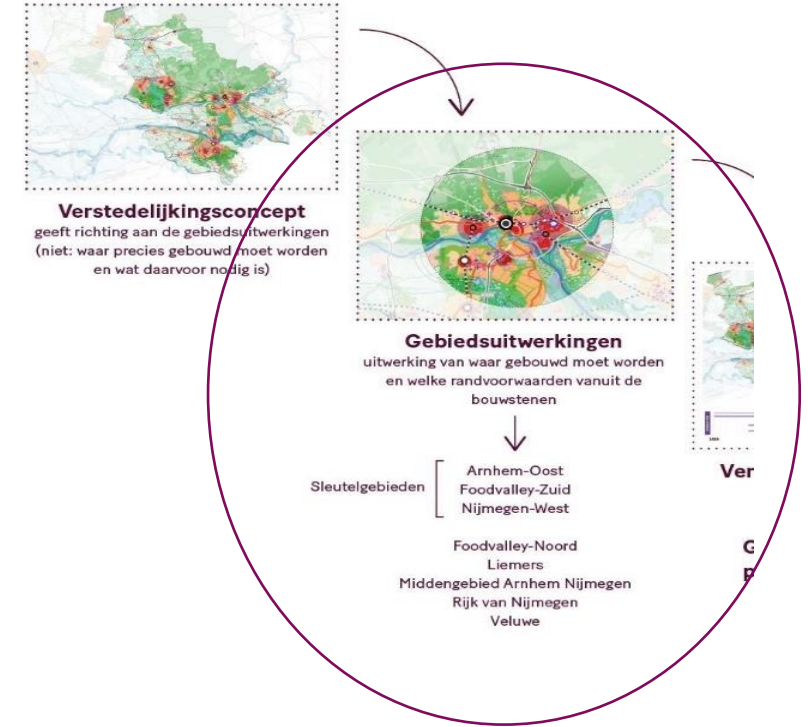 Verstedelijkingsconcept
geeft richting aan de gebiedsuitwerkingen
(niet: waar precies gebouwd moet worden
en wat daarvoor nodig is)
Gebiedsuitwerkingen
uitwerking van waar gebouwd moet worden
en welke randvoorwaarden vanuit de
bouwstenen
Sleutelgebieden
Arnhem-Oost
Foodvalley-Zuid
Nijmegen-West
Foodvalley-Noord
Liemers
Middengebied Arnhem Nijmegen
Rijk van Nijmegen
Veluwe
Ver
G